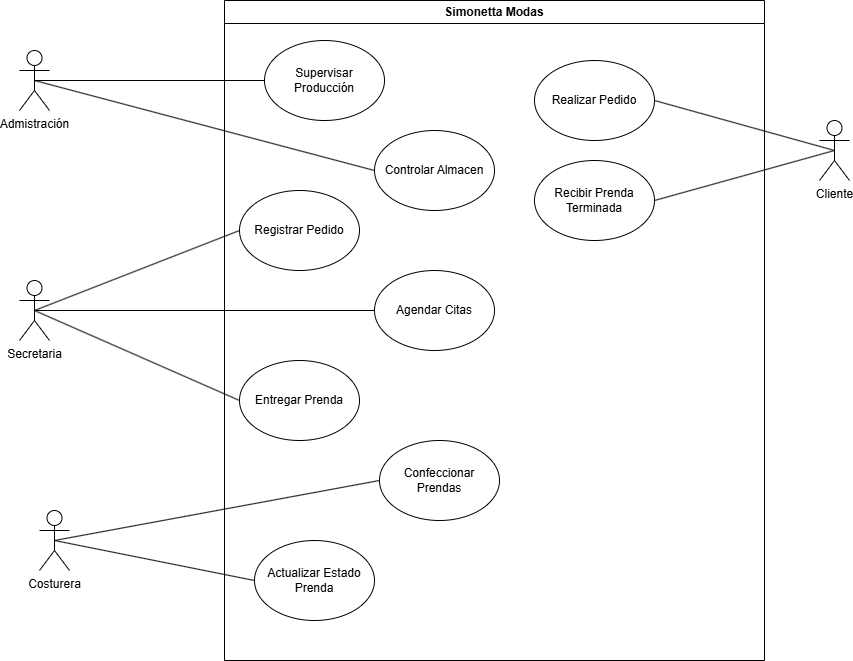 Simonetta Modas
Supervisar
Producción
Realizar Pedido
Admistración
Controlar Almacen
Recibir Prenda
Terminada
Cliente
Registrar Pedido
Agendar Citas
Secretaria
Entregar Prenda
Confeccionar
Prendas
Actualizar Estado
Prenda
Costurera